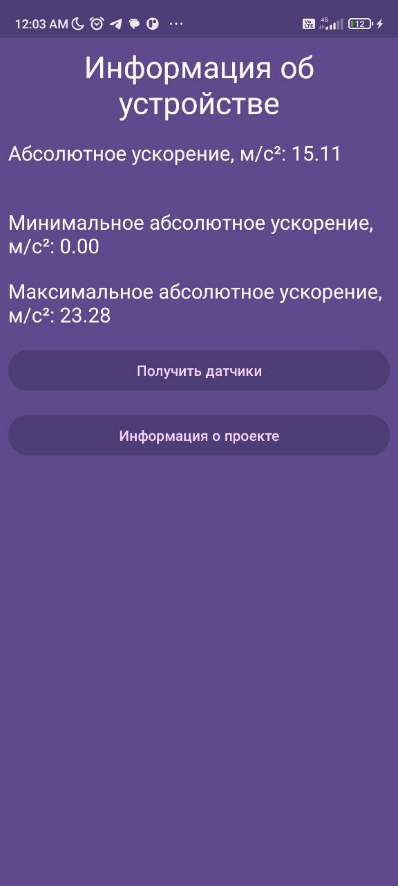 12:03 AM
4G
12
Информация об
устройстве
Абсолютное ускорение, м/с²: 15.11
Минимальное абсолютное ускорение,
м/с²: 0.00
Максимальное абсолютное ускорение,
м/с²: 23.28
Получить датчики
Информация о проекте